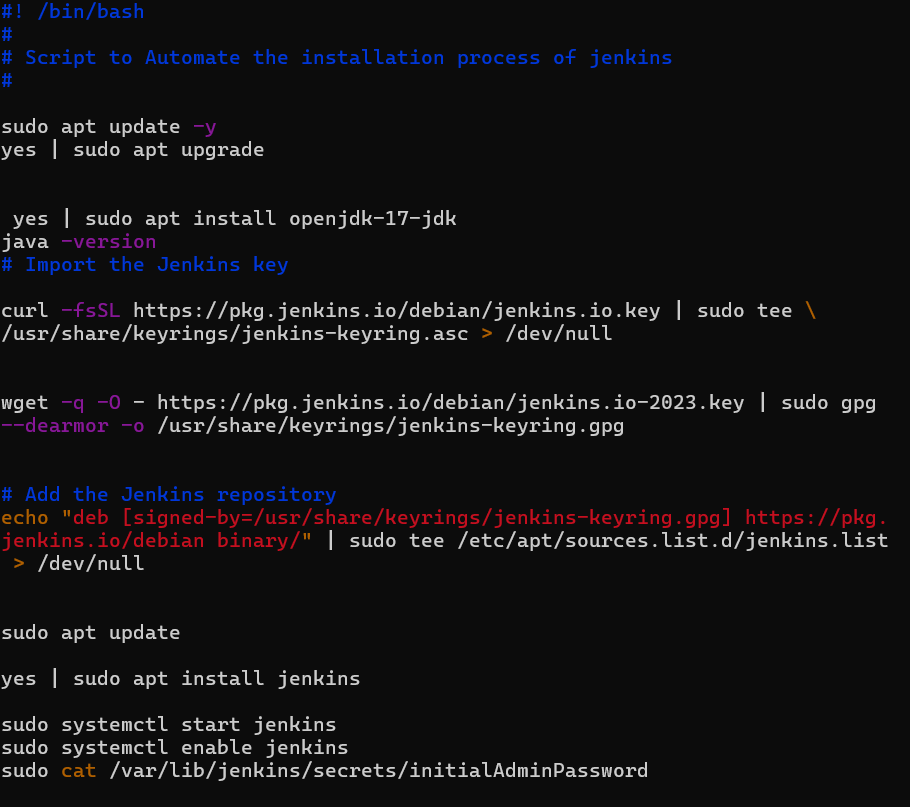 #! /bin/bash
#
# Script to Automate the installation process of jenkins
#
sudo apt update -y
yes | sudo apt upgrade
 yes | sudo apt install openjdk-17-jdk
java -version
# Import the Jenkins key
curl -fsSL https://pkg.jenkins.io/debian/jenkins.io.key | sudo tee \
/usr/share/keyrings/jenkins-keyring.asc > /dev/null
wget -q -O - https://pkg.jenkins.io/debian/jenkins.io-2023.key | sudo gpg
--dearmor -o /usr/share/keyrings/jenkins-keyring.gpg
# Add the Jenkins repository
echo "deb [signed-by=/usr/share/keyrings/jenkins-keyring.gpg] https://pkg.
jenkins.io/debian binary/" | sudo tee /etc/apt/sources.list.d/jenkins.list
 > /dev/null
sudo apt update
yes | sudo apt install jenkins
sudo systemctl start jenkins
sudo systemctl enable jenkins
sudo cat /var/lib/jenkins/secrets/initialAdminPassword